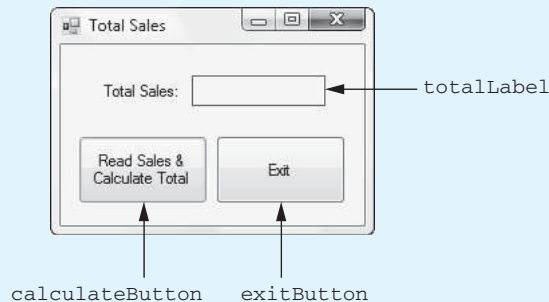 Total Sales
Total Sales:
totalLabel
Read Sales &
Calculate Total
Exit
calculateButton
exitButton